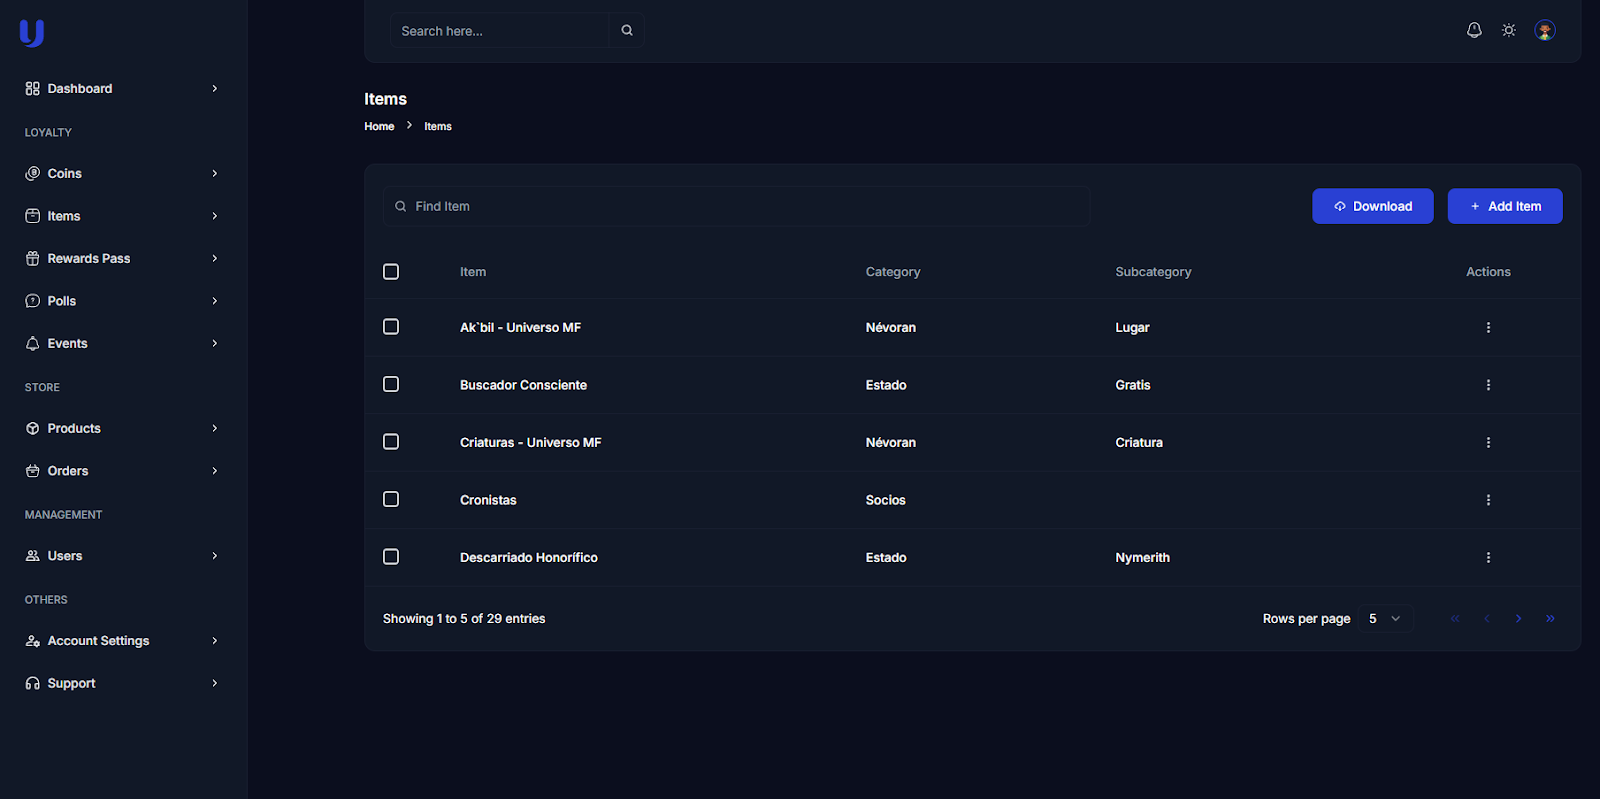 Search here...
Dashboard
LOYALTY
Coins
Items
Rewards Pass
Polls
Events
STORE
Products
Orders
MANAGEMENT
Users
OTHERS
Account Settings
Support
Items
Home > Items
Find Item
Download
+ Add Item
Item Category Subcategory Actions
Ak`bil - Universo MF Névoran Lugar
Buscador Consciente Estado Gratis
Criaturas - Universo MF Névoran Criatura
Cronistas Socios
Descarriado Honorífico Estado Nymerith
Showing 1 to 5 of 29 entries
Rows per page 5